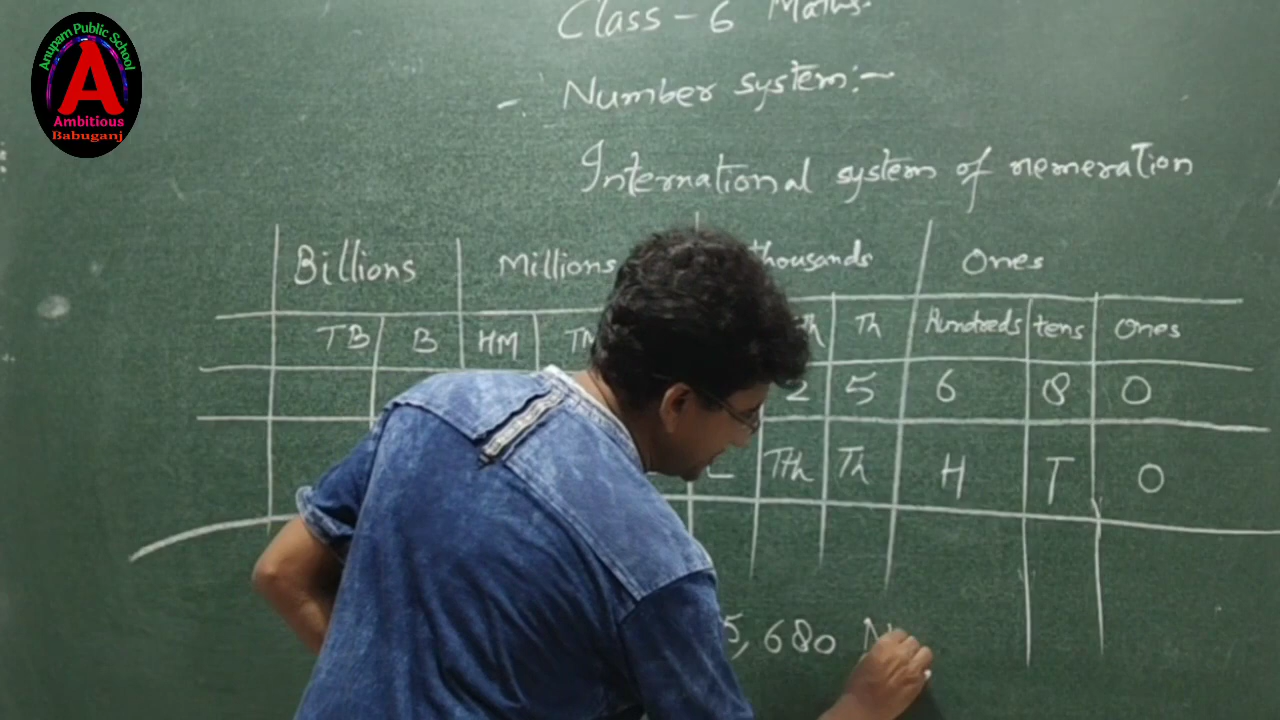 Anupam Public School
A
Ambitious
Babuganj
Class - 6 Maths.
- Number system:-
International system of nemeration
Billions Millions thousands Ones
TB B HM Th Hundreds tens Ones
2 5 6 8 0
L Tth Th H T O
5, 680 N